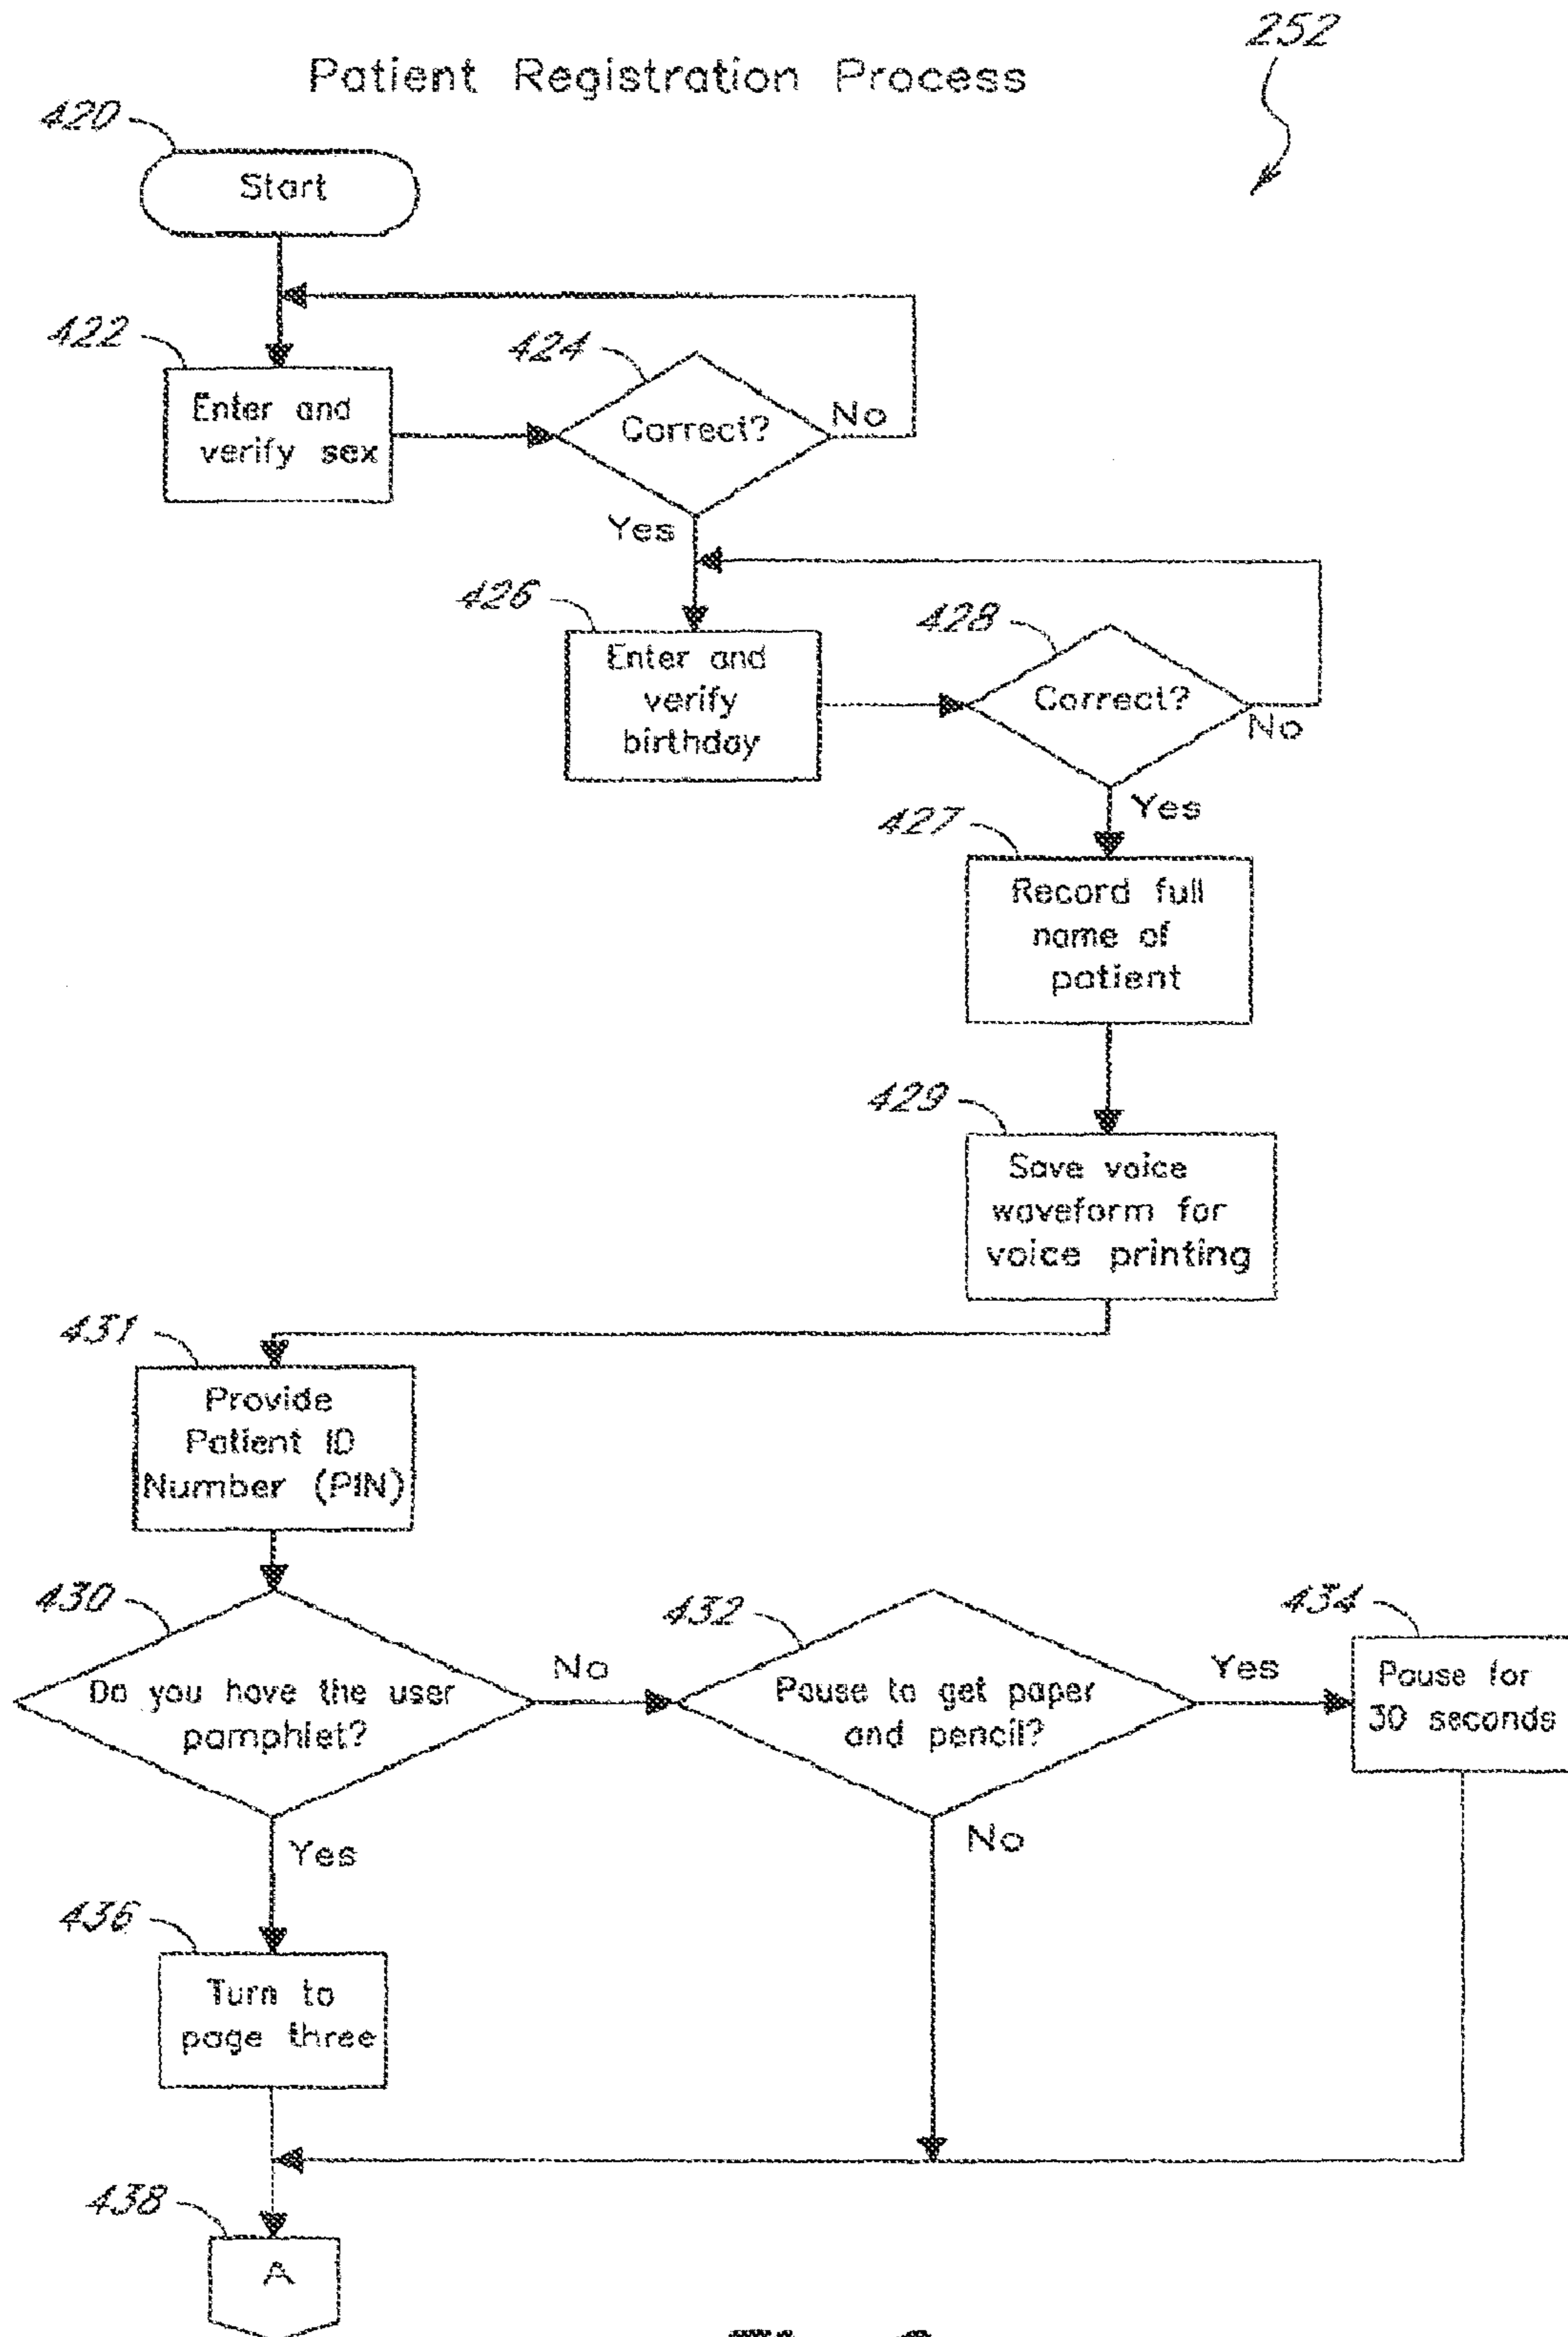 252
Patient Registration Process
420
Start
422
Enter and
verify sex
424
Correct?
No
Yes
426
Enter and
verify
birthday
428
Correct?
No
Yes
427
Record full
name of
patient
429
Save voice
waveform for
voice printing
431
Provide
Patient ID
Number (PIN)
430
Do you have the user
pamphlet?
No
432
Pause to get paper
and pencil?
Yes
434
Pause for
30 seconds
Yes
No
436
Turn to
page three
438
A